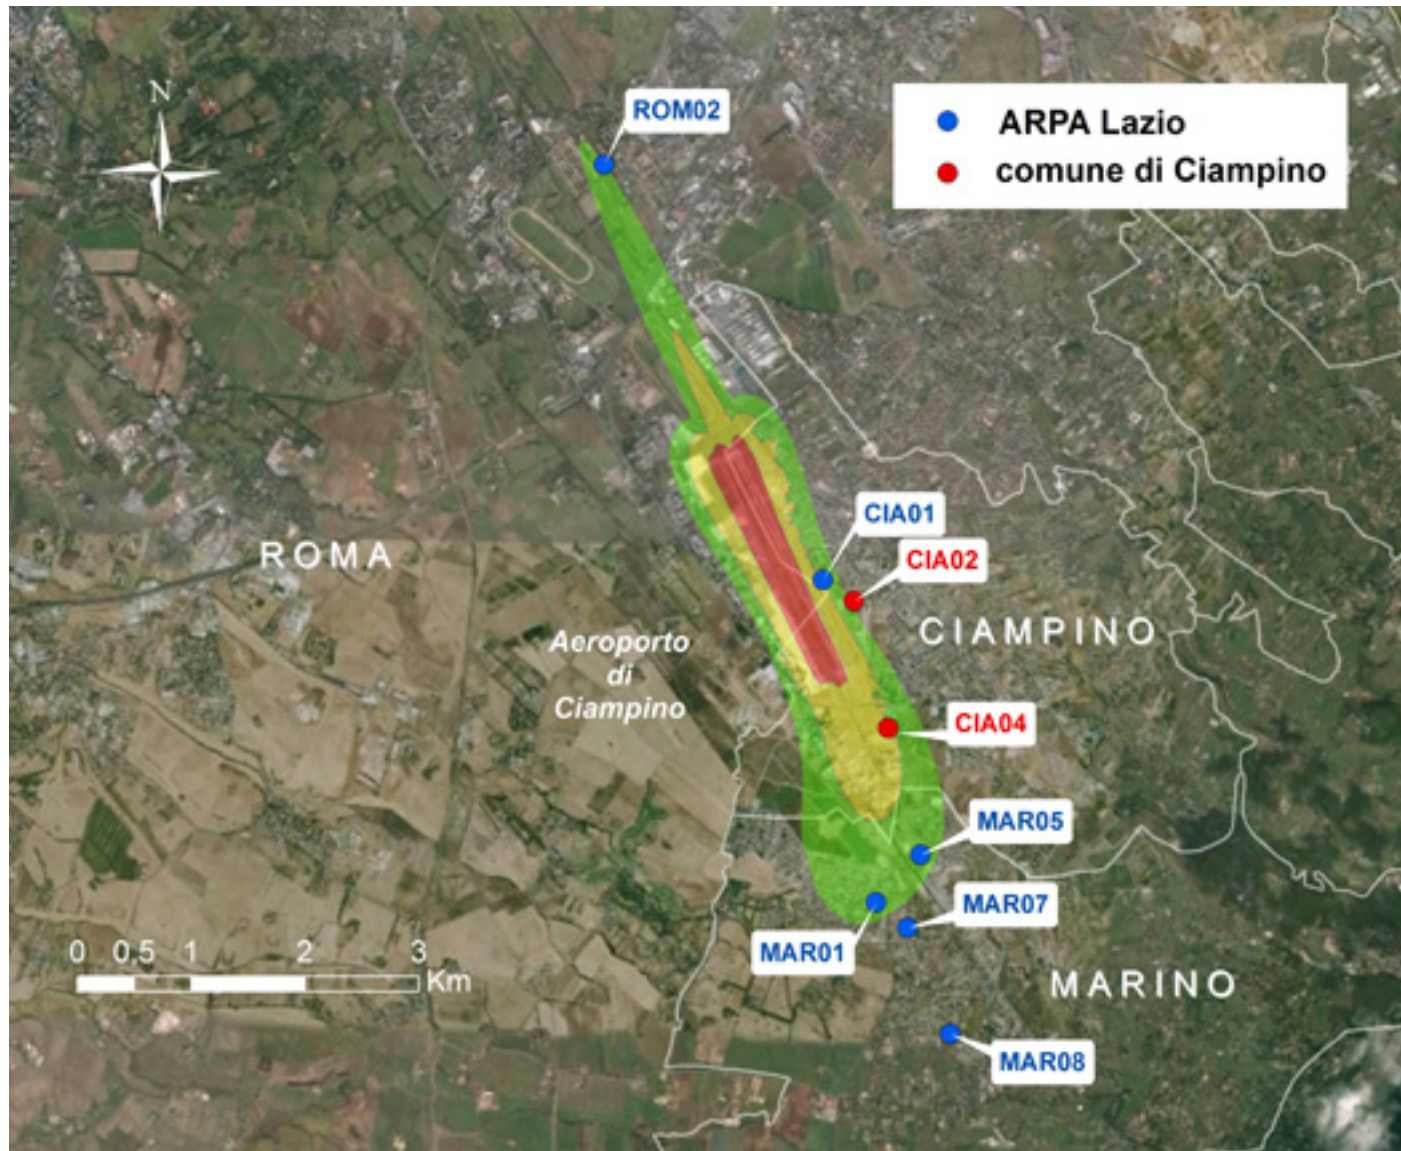 N
ROM02
ARPA Lazio
comune di Ciampino
CIA01
ROMA
CIA02
CIAMPINO
Aeroporto
di
Ciampino
CIA04
MAR05
MAR07
MAR01
0 0,5 1 2 3
Km
MARINO
MAR08